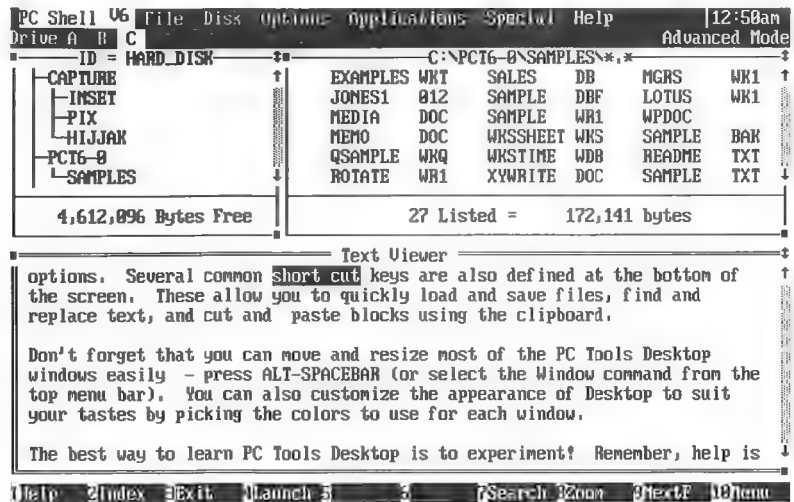 PC Shell V6 File Disk Options Applications Special Help 12:50am
Drive A B C Advanced Mode
ID = HARD_DISK
CAPTURE
INSET
PIX
HIJJAK
PCT6-0
SAMPLES
4,612,096 Bytes Free
C:\PCT6-0\SAMPLES\*.*
EXAMPLES WKT SALES DB MGRS WK1
JONES1 012 SAMPLE DBF LOTUS WK1
MEDIA DOC SAMPLE WR1 WPDOC
MEMO DOC WKSSHEET WKS SAMPLE BAK
QSAMPLE WKQ WKSTIME WDB README TXT
ROTATE WR1 XYWRITE DOC SAMPLE TXT
27 Listed = 172,141 bytes
Text Viewer
options. Several common short cut keys are also defined at the bottom of
the screen. These allow you to quickly load and save files, find and
replace text, and cut and paste blocks using the clipboard.
Don't forget that you can move and resize most of the PC Tools Desktop
windows easily - press ALT-SPACEBAR (or select the Window command from the
top menu bar). You can also customize the appearance of Desktop to suit
your tastes by picking the colors to use for each window.
The best way to learn PC Tools Desktop is to experiment! Remember, help is
1Help 2Index 3Exit 4Launch 5 6 7Search 8Zoom 9NextF 10Menu